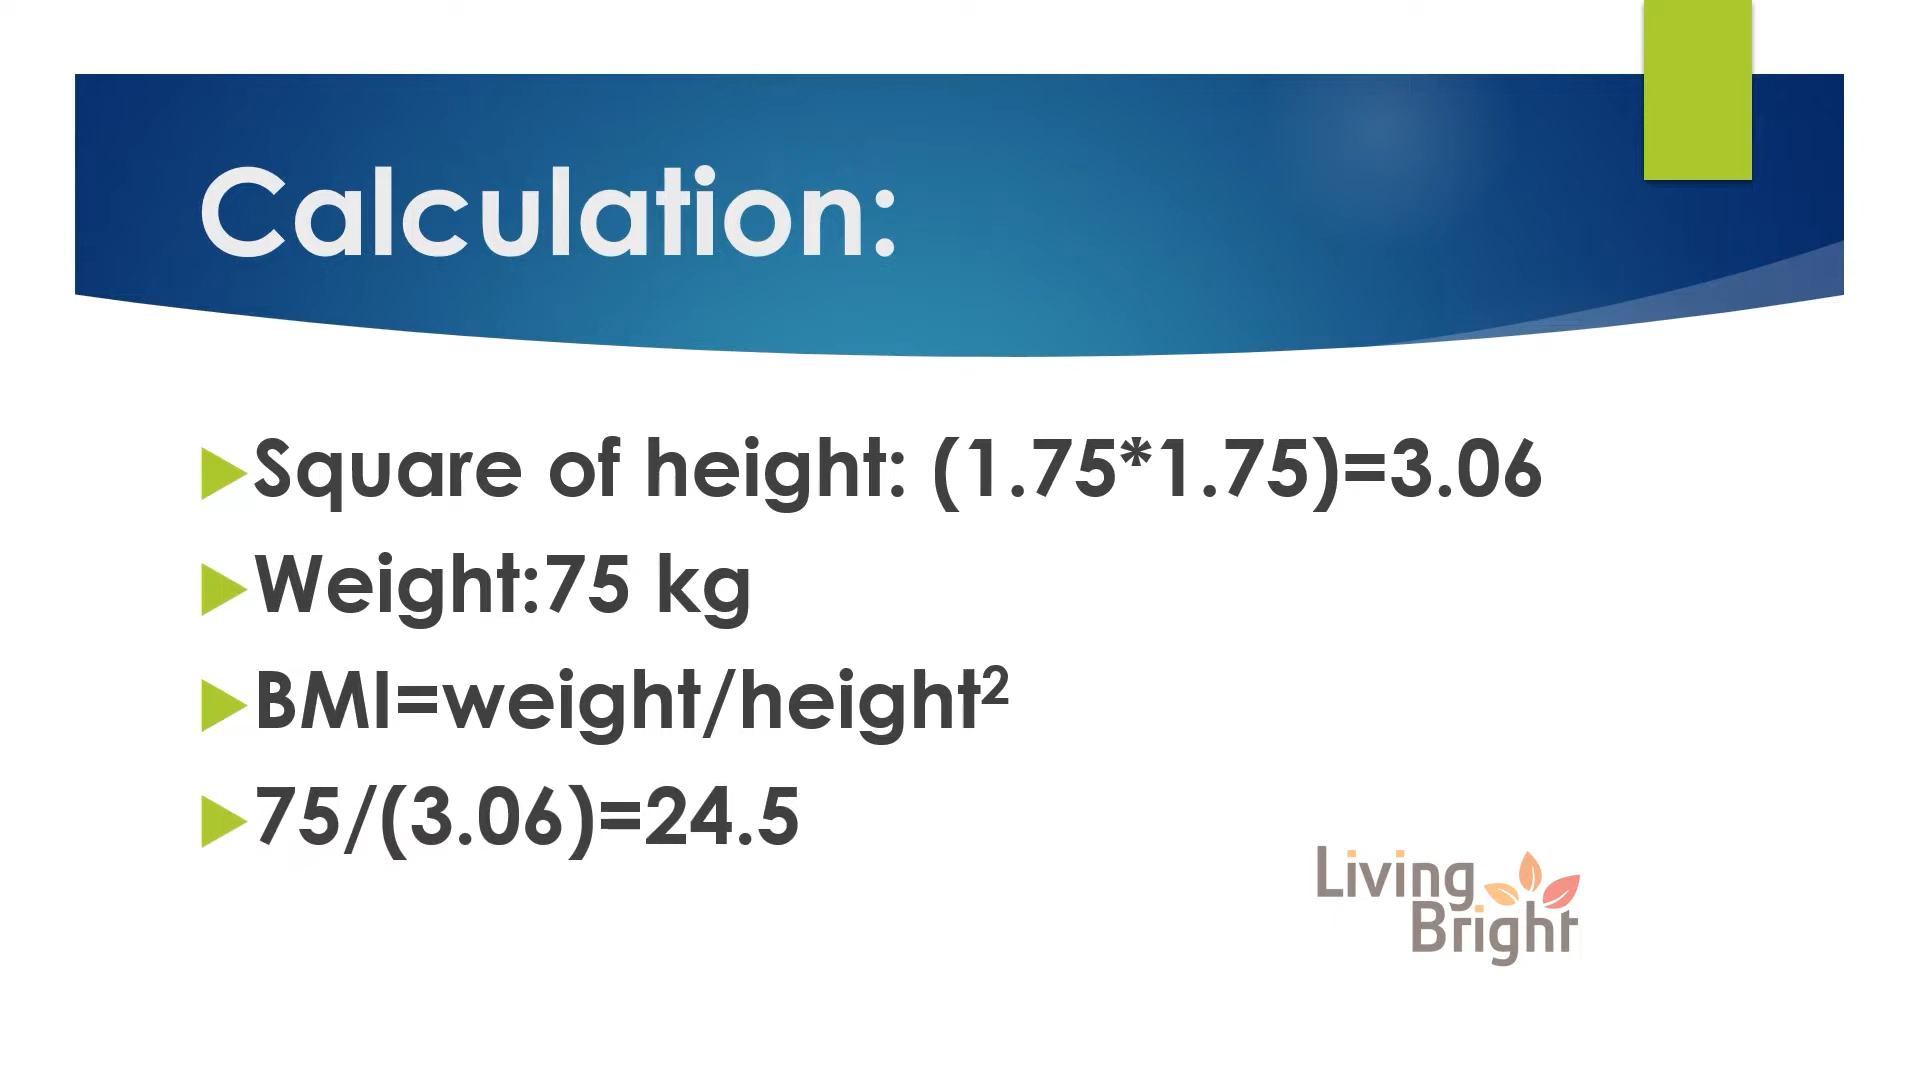 Calculation:
Square of height: (1.75*1.75)=3.06
Weight:75 kg
BMI=weight/height²
75/(3.06)=24.5
Living
Bright